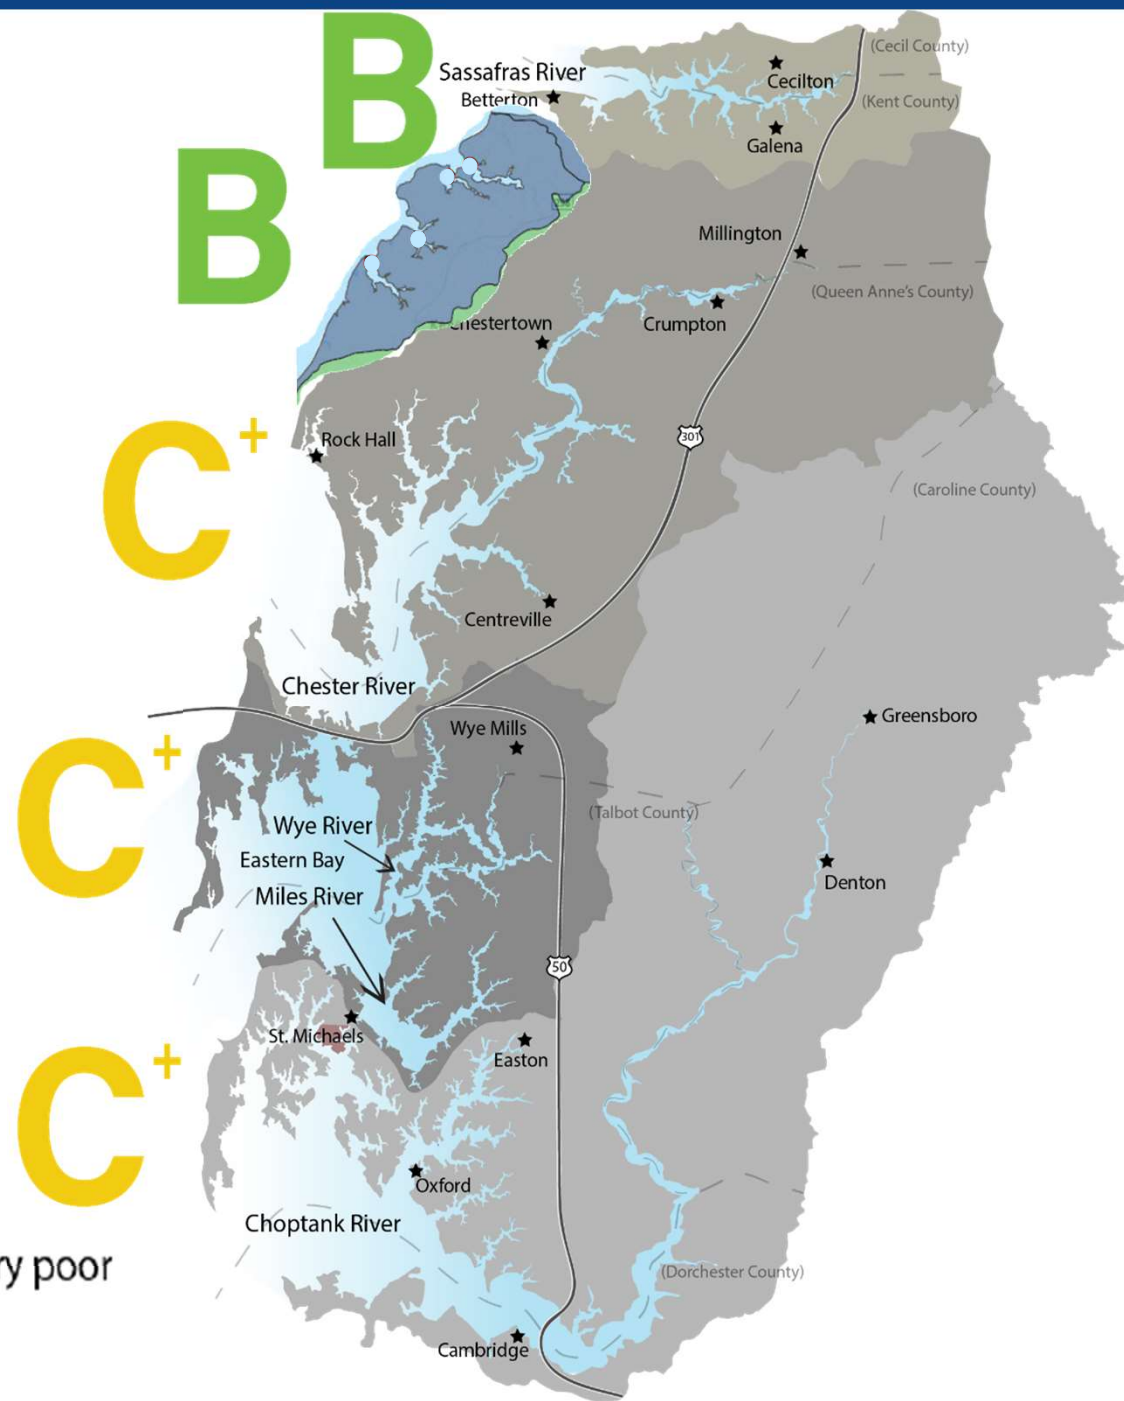 B
Sassafras River
Betterton
Cecilton
(Cecil County)
(Kent County)
Galena
B
Millington
(Queen Anne's County)
Chestertown
Crumpton
C+
Rock Hall
301
(Caroline County)
Centreville
Chester River
Wye Mills
Greensboro
C+
Wye River
Eastern Bay
Miles River
(Talbot County)
Denton
50
St. Michaels
Easton
C+
Oxford
Choptank River
ry poor
(Dorchester County)
Cambridge